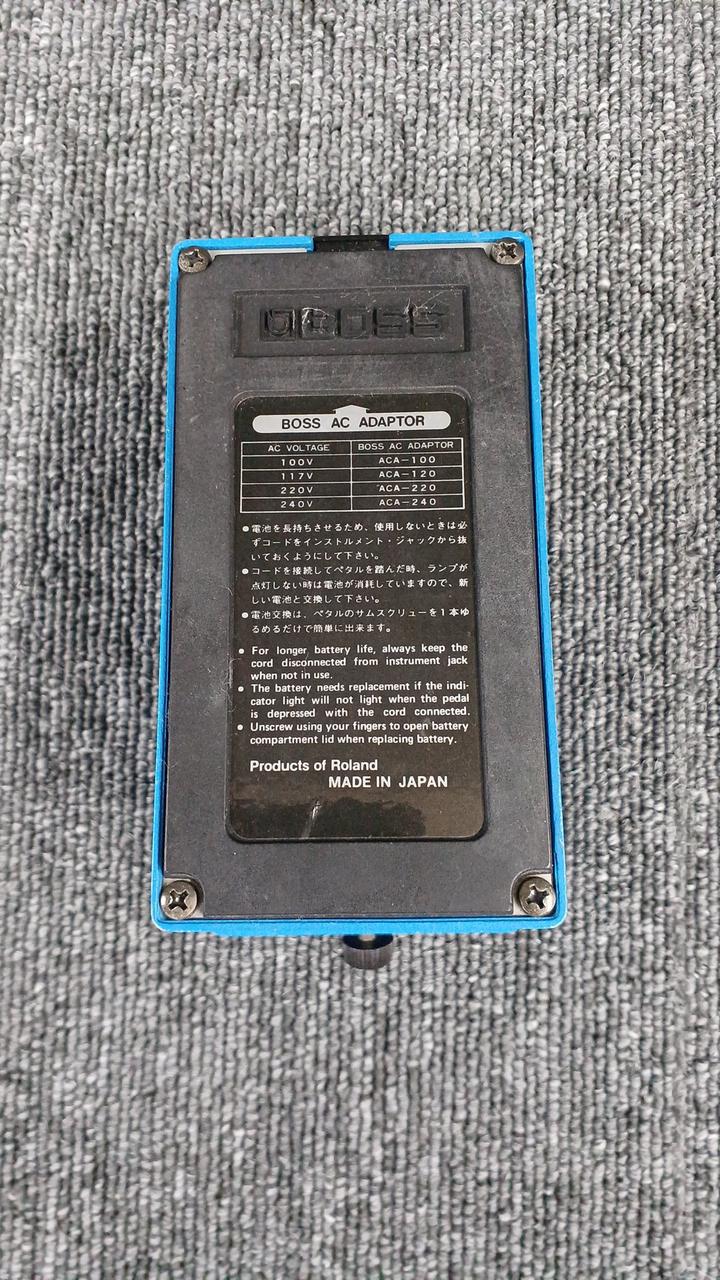 BOSS
BOSS AC ADAPTOR
AC VOLTAGE BOSS AC ADAPTOR
100V ACA-100
117V ACA-120
220V ACA-220
240V ACA-240
●電池を長持ちさせるため、使用しないときは必
ずコードをインストルメント・ジャックから抜
いておくようにして下さい。
●コードを接続してペタルを踏んだ時、ランプが
点灯しない時は電池が消耗していますので、新
しい電池と交換して下さい。
●電池交換は、ペタルのサムスクリューを1本ゆ
るめるだけで簡単に出来ます。
● For longer battery life, always keep the
cord disconnected from instrument jack
when not in use.
● The battery needs replacement if the indi-
cator light will not light when the pedal
is depressed with the cord connected.
● Unscrew using your fingers to open battery
compartment lid when replacing battery.
Products of Roland
MADE IN JAPAN